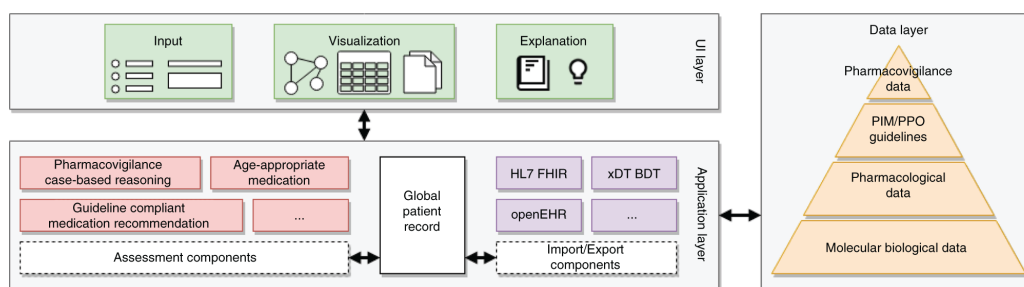 Input
Visualization
Explanation
UI layer
Pharmacovigilance
case-based reasoning
Age-appropriate
medication
Guideline compliant
medication recommendation
...
Assessment components
Global
patient
record
HL7 FHIR
xDT BDT
openEHR
...
Import/Export
components
Application layer
Data layer
Pharmacovigilance
data
PIM/PPO
guidelines
Pharmacological
data
Molecular biological data